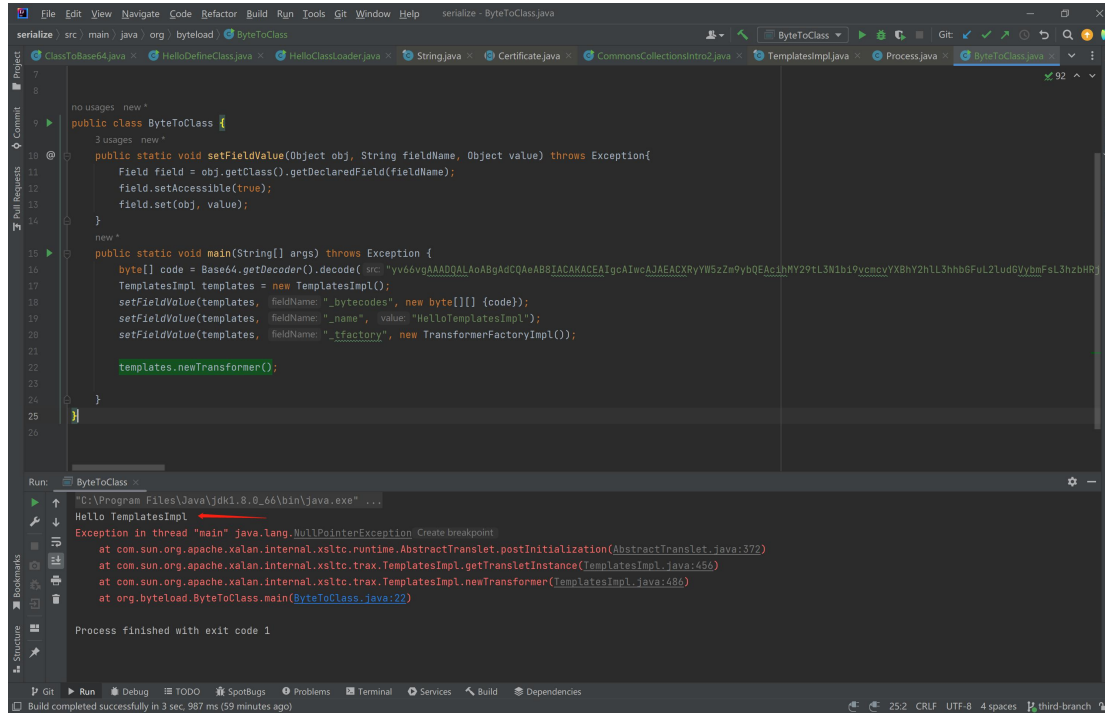 File Edit View Navigate Code Refactor Build Run Tools Git Window Help serialize - ByteToClass.java
serialize src main java org byteload ByteToClass ByteToClass Git:
Project ClassToBase64.java HelloDefineClass.java HelloClassLoader.java String.java Certificate.java CommonsCollectionsIntro2.java TemplatesImpl.java Process.java ByteToClass.java
7 92
8
no usages new *
9 public class ByteToClass {
3 usages new *
10 @ public static void setFieldValue(Object obj, String fieldName, Object value) throws Exception{
11 Field field = obj.getClass().getDeclaredField(fieldName);
12 field.setAccessible(true);
13 field.set(obj, value);
14 }
new *
15 public static void main(String[] args) throws Exception {
16 byte[] code = Base64.getDecoder().decode( src:
17 TemplatesImpl templates = new TemplatesImpl();
18 setFieldValue(templates, fieldName: "_bytecodes", new byte[][] {code});
19 setFieldValue(templates, fieldName: "_name", value: "HelloTemplatesImpl");
20 setFieldValue(templates, fieldName: "_tfactory", new TransformerFactoryImpl());
21
22 templates.newTransformer();
23
24 }
25 }
26
Commit
Pull Requests
Run: ByteToClass
"C:\Program Files\Java\jdk1.8.0_66\bin\java.exe" ...
Hello TemplatesImpl
Exception in thread "main" java.lang.NullPointerException Create breakpoint
at com.sun.org.apache.xalan.internal.xsltc.runtime.AbstractTranslet.postInitialization(AbstractTranslet.java:372)
at com.sun.org.apache.xalan.internal.xsltc.trax.TemplatesImpl.getTransletInstance(TemplatesImpl.java:456)
at com.sun.org.apache.xalan.internal.xsltc.trax.TemplatesImpl.newTransformer(TemplatesImpl.java:486)
at org.byteload.ByteToClass.main(ByteToClass.java:22)
Process finished with exit code 1
Bookmarks
Structure
Git Run Debug TODO SpotBugs Problems Terminal Services Build Dependencies
Build completed successfully in 3 sec, 987 ms (59 minutes ago) 25:2 CRLF UTF-8 4 spaces third-branch